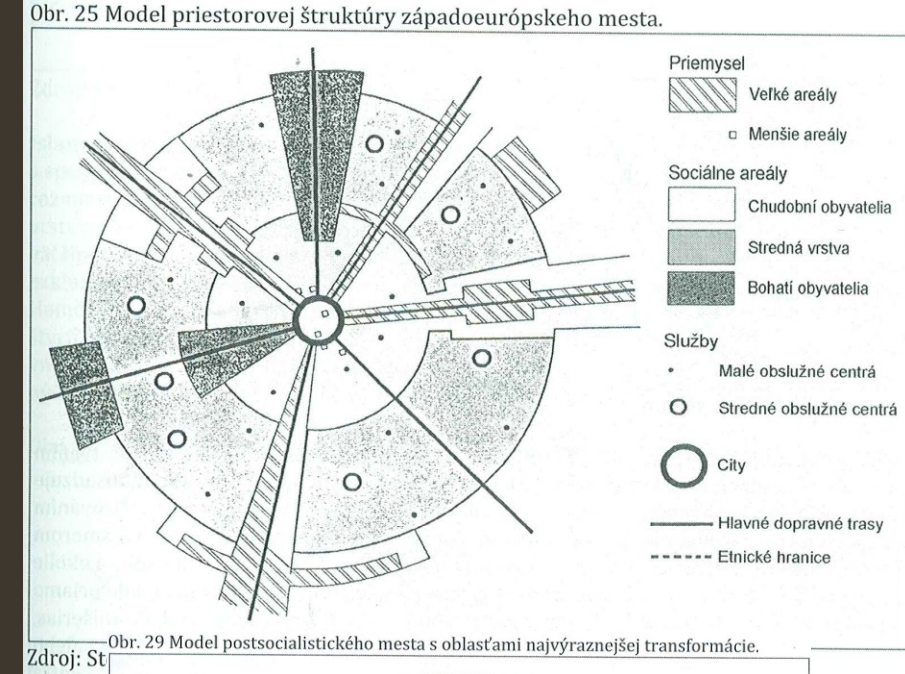 Obr. 25 Model priestorovej štruktúry západoeurópskeho mesta.
Priemysel
Veľké areály
Menšie areály
Sociálne areály
Chudobní obyvatelia
Stredná vrstva
Bohatí obyvatelia
Služby
Malé obslužné centrá
Stredné obslužné centrá
City
Hlavné dopravné trasy
Etnické hranice
Obr. 29 Model postsocialistického mesta s oblasťami najvýraznejšej transformácie.
Zdroj: St